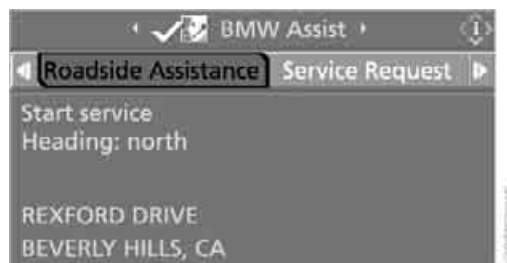 BMW Assist
Roadside Assistance Service Request
Start service
Heading: north
REXFORD DRIVE
BEVERLY HILLS, CA